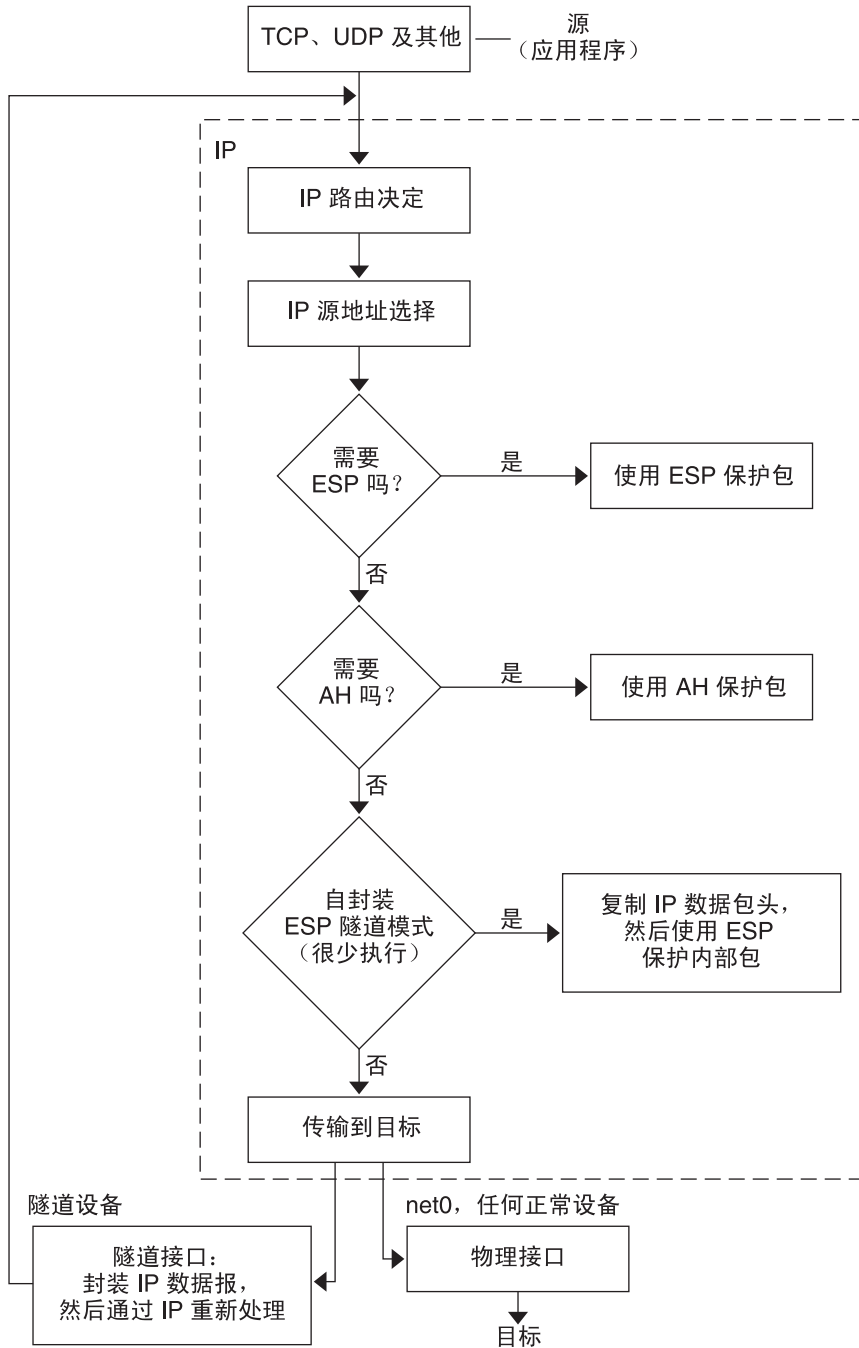 TCP、UDP 及其他
源
（应用程序）
IP
IP 路由决定
IP 源地址选择
需要
ESP 吗？
是
使用 ESP 保护包
否
需要
AH 吗？
是
使用 AH 保护包
否
自封装
ESP 隧道模式
（很少执行）
是
复制 IP 数据包头，
然后使用 ESP
保护内部包
否
传输到目标
隧道设备
net0，任何正常设备
隧道接口：
封装 IP 数据报，
然后通过 IP 重新处理
物理接口
目标